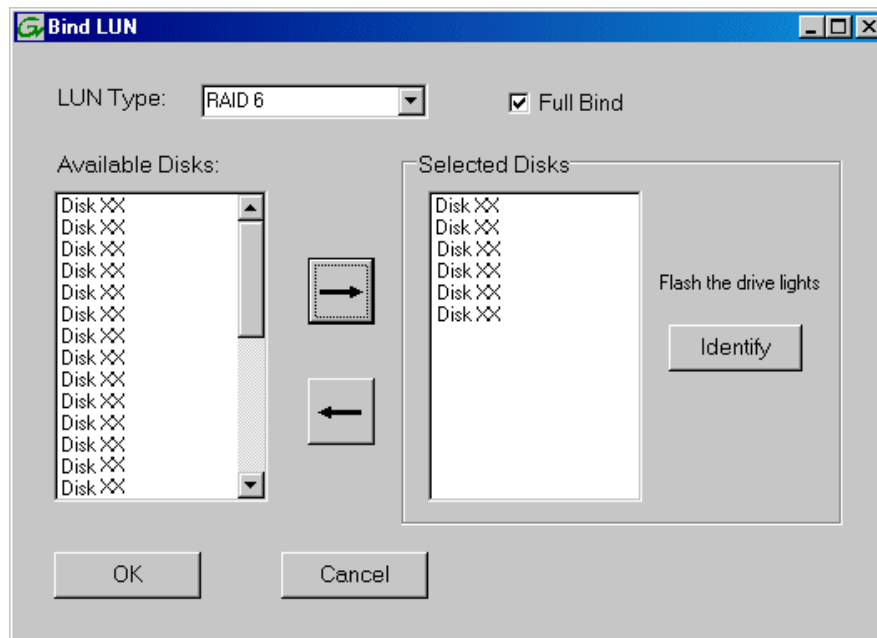 Bind LUN
LUN Type: RAID 6 Full Bind
Available Disks:
Disk XX
Disk XX
Disk XX
Disk XX
Disk XX
Disk XX
Disk XX
Disk XX
Disk XX
Disk XX
Disk XX
Disk XX
Disk XX
Disk XX
Selected Disks
Disk XX
Disk XX
Disk XX
Disk XX
Disk XX
Disk XX
Flash the drive lights
Identify
OK Cancel